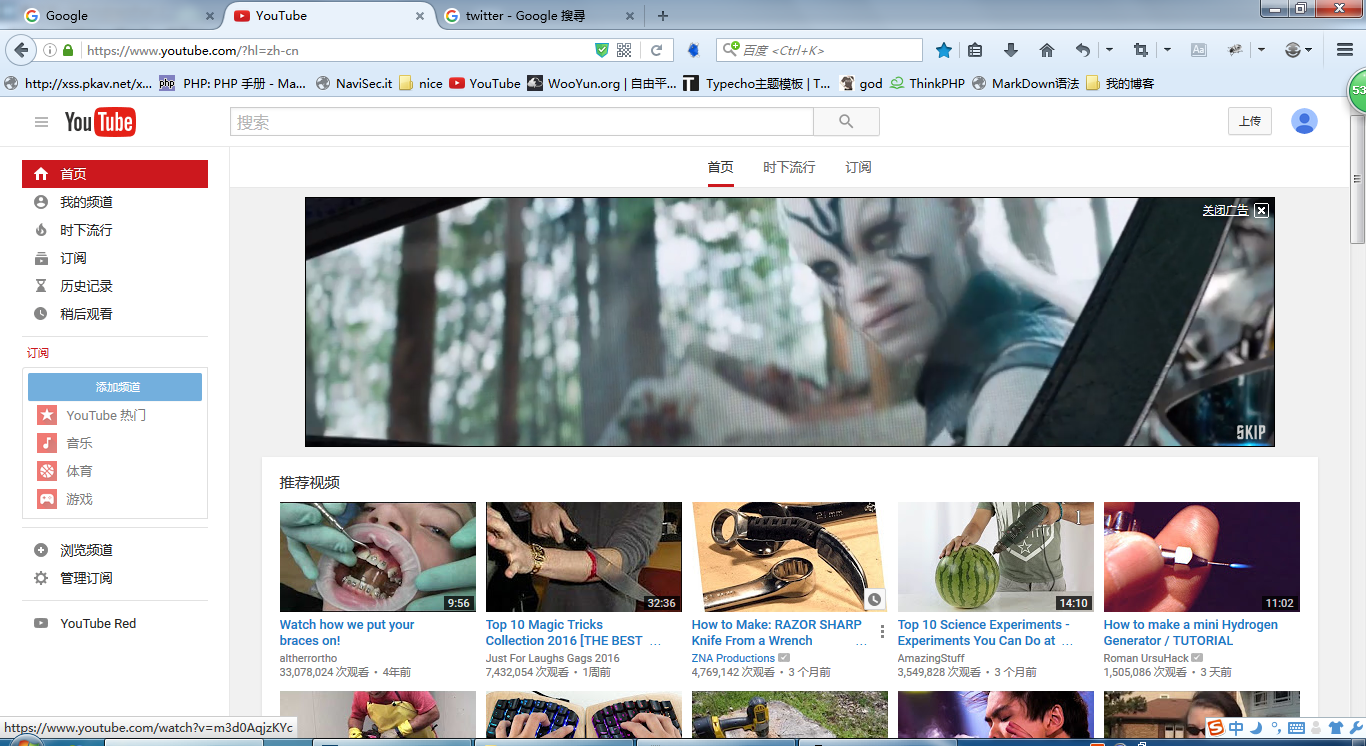 Google
YouTube
twitter - Google 搜尋
https://www.youtube.com/?hl=zh-cn
百度 <Ctrl+K>
http://xss.pkav.net/x...
PHP: PHP 手册 - Ma...
NaviSec.it
nice
YouTube
WooYun.org | 自由平...
Typecho主题模板 | T...
god
ThinkPHP
MarkDown语法
我的博客
53
YouTube
搜索
上传
首页
时下流行
订阅
首页
我的频道
时下流行
订阅
历史记录
稍后观看
订阅
添加频道
YouTube 热门
音乐
体育
游戏
浏览频道
管理订阅
YouTube Red
关闭广告
SKIP
推荐视频
9:56
32:36
14:10
11:02
Watch how we put your
braces on!
altherrortho
33,078,024 次观看 • 4年前
Top 10 Magic Tricks
Collection 2016 [THE BEST ...
Just For Laughs Gags 2016
7,432,054 次观看 • 1周前
How to Make: RAZOR SHARP
Knife From a Wrench ...
ZNA Productions
4,769,142 次观看 • 3 个月前
Top 10 Science Experiments -
Experiments You Can Do at ...
AmazingStuff
3,549,828 次观看 • 3 个月前
How to make a mini Hydrogen
Generator / TUTORIAL
Roman UrsuHack
1,505,086 次观看 • 3 天前
https://www.youtube.com/watch?v=m3d0AqjzKYc
中